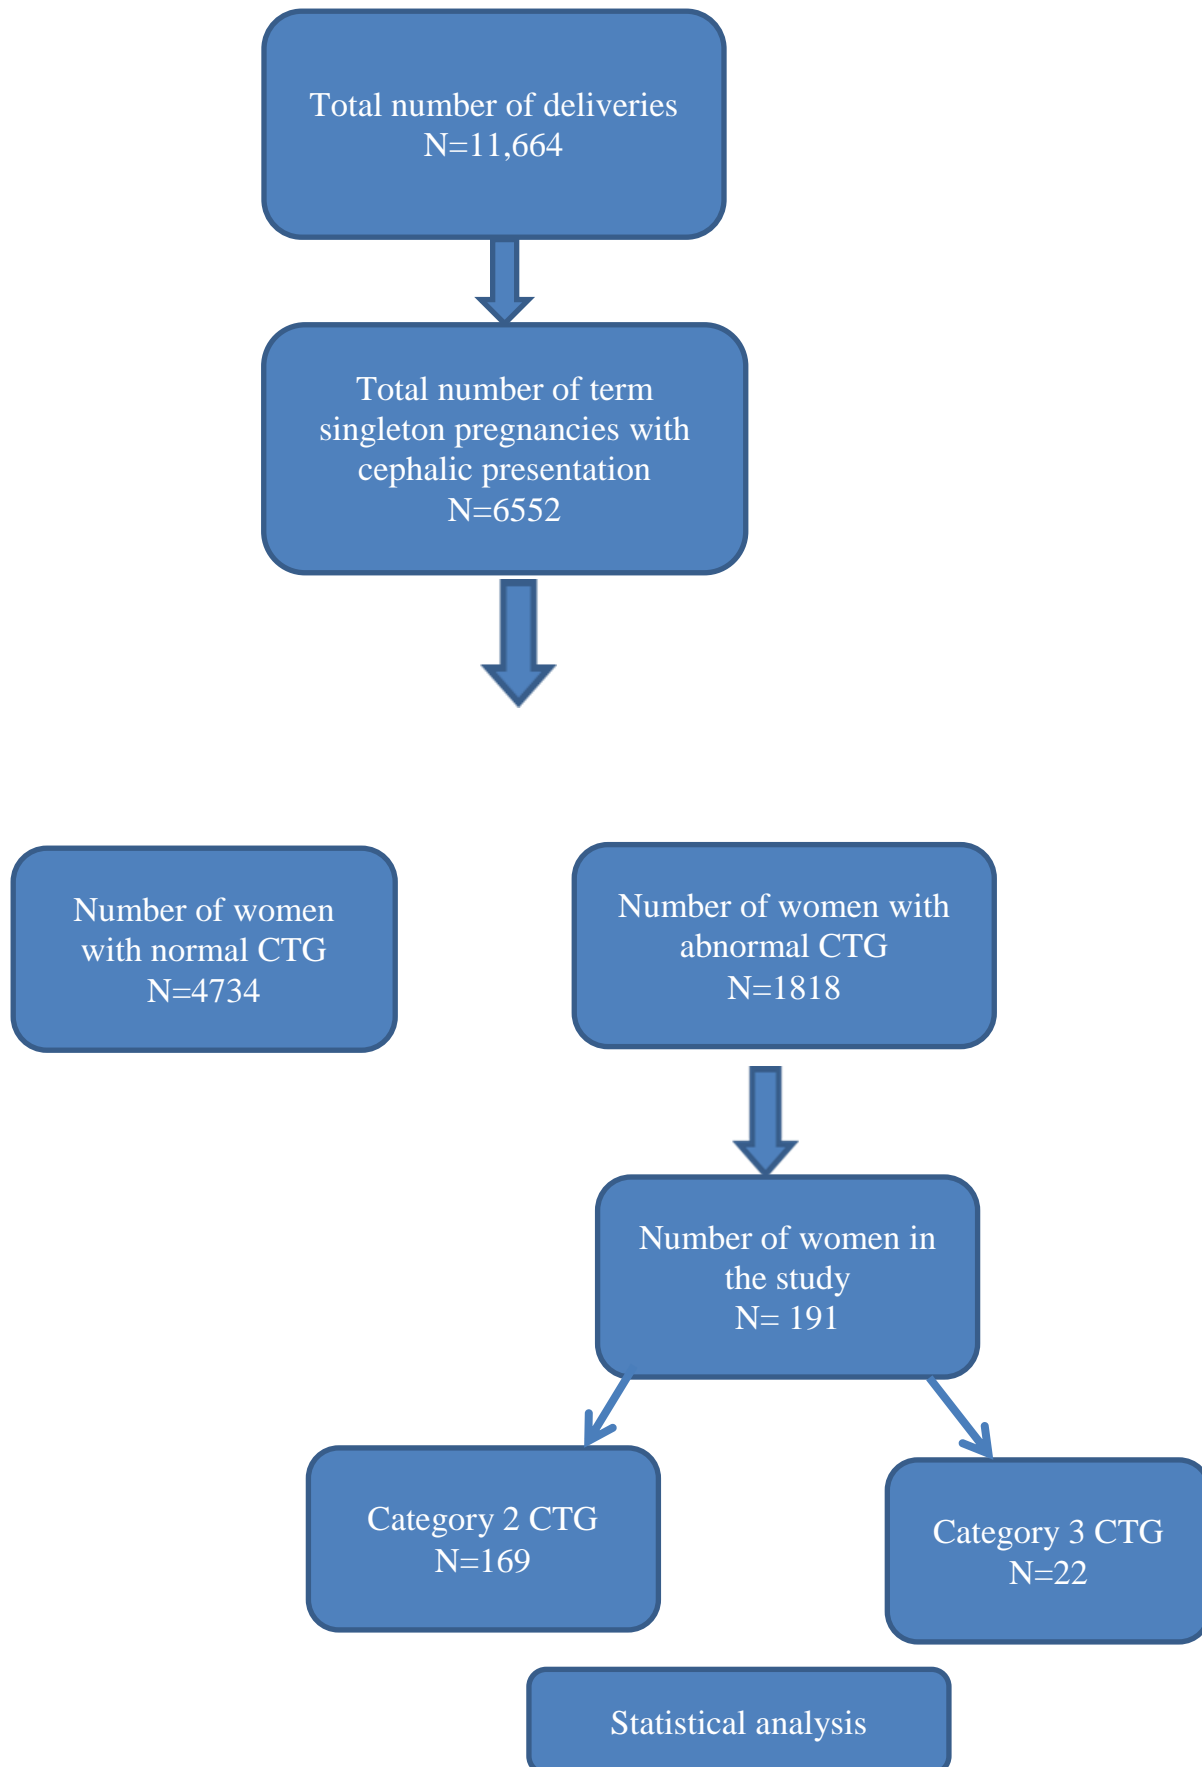 Total number of deliveries
N=11,664
Total number of term
singleton pregnancies with
cephalic presentation
N=6552
Number of women
with normal CTG
N=4734
Number of women with
abnormal CTG
N=1818
Number of women in
the study
N= 191
Category 2 CTG
N=169
Category 3 CTG
N=22
Statistical analysis